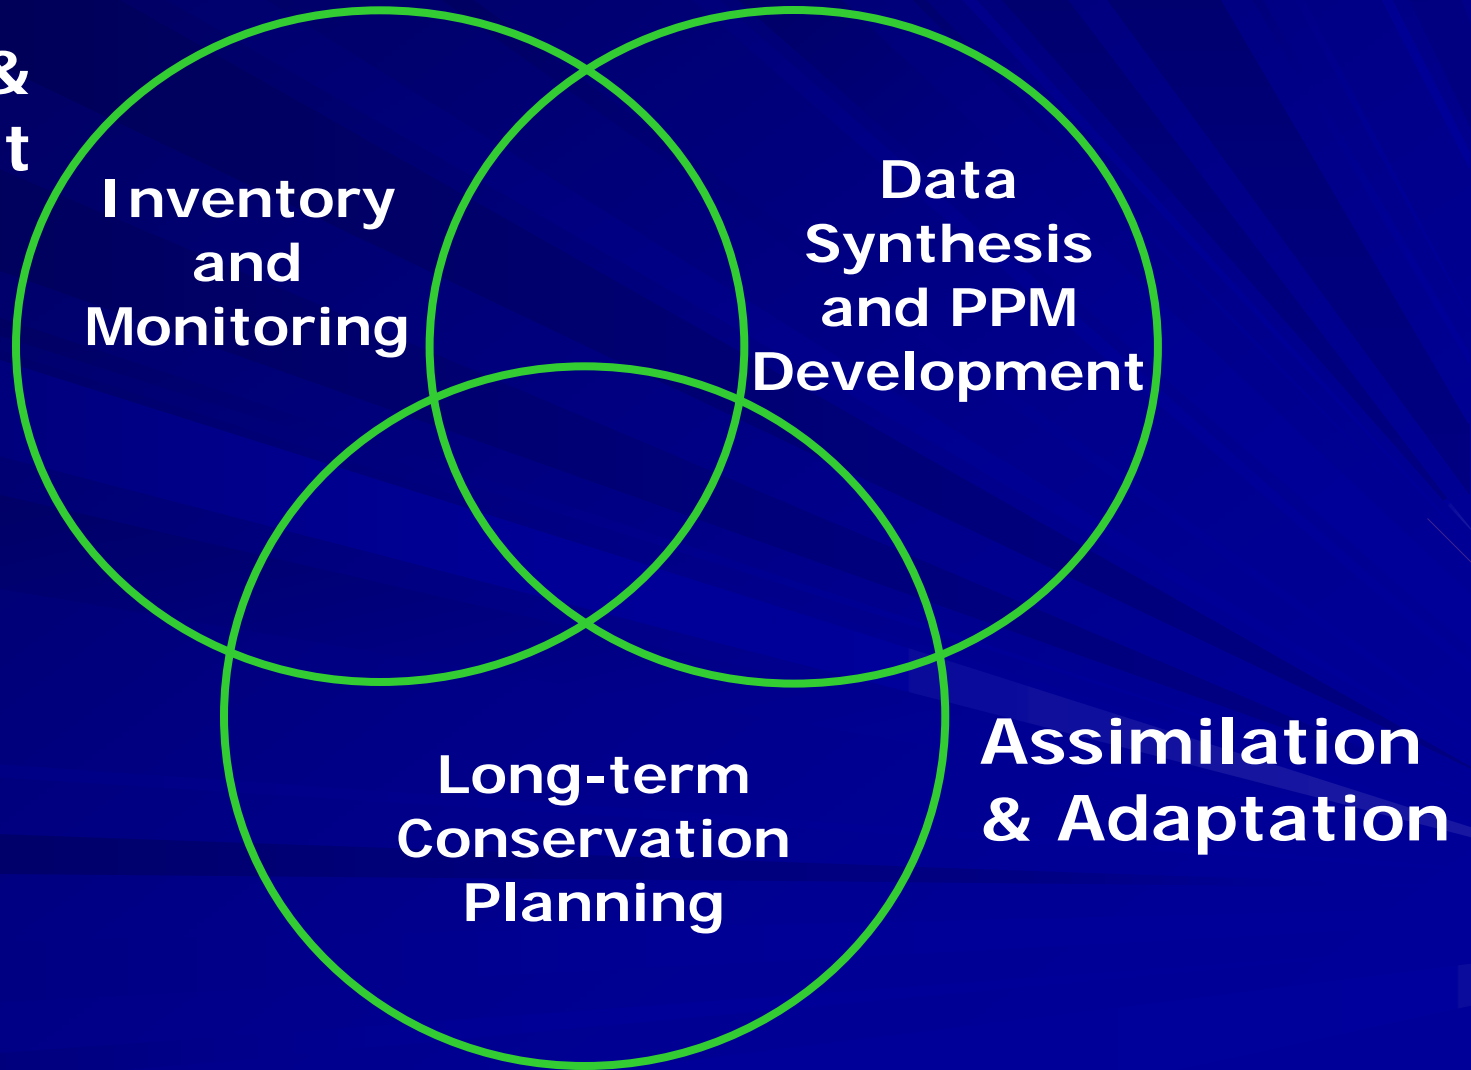 &
t
Inventory
and
Monitoring
Data
Synthesis
and PPM
Development
Long-term
Conservation
Planning
Assimilation
& Adaptation